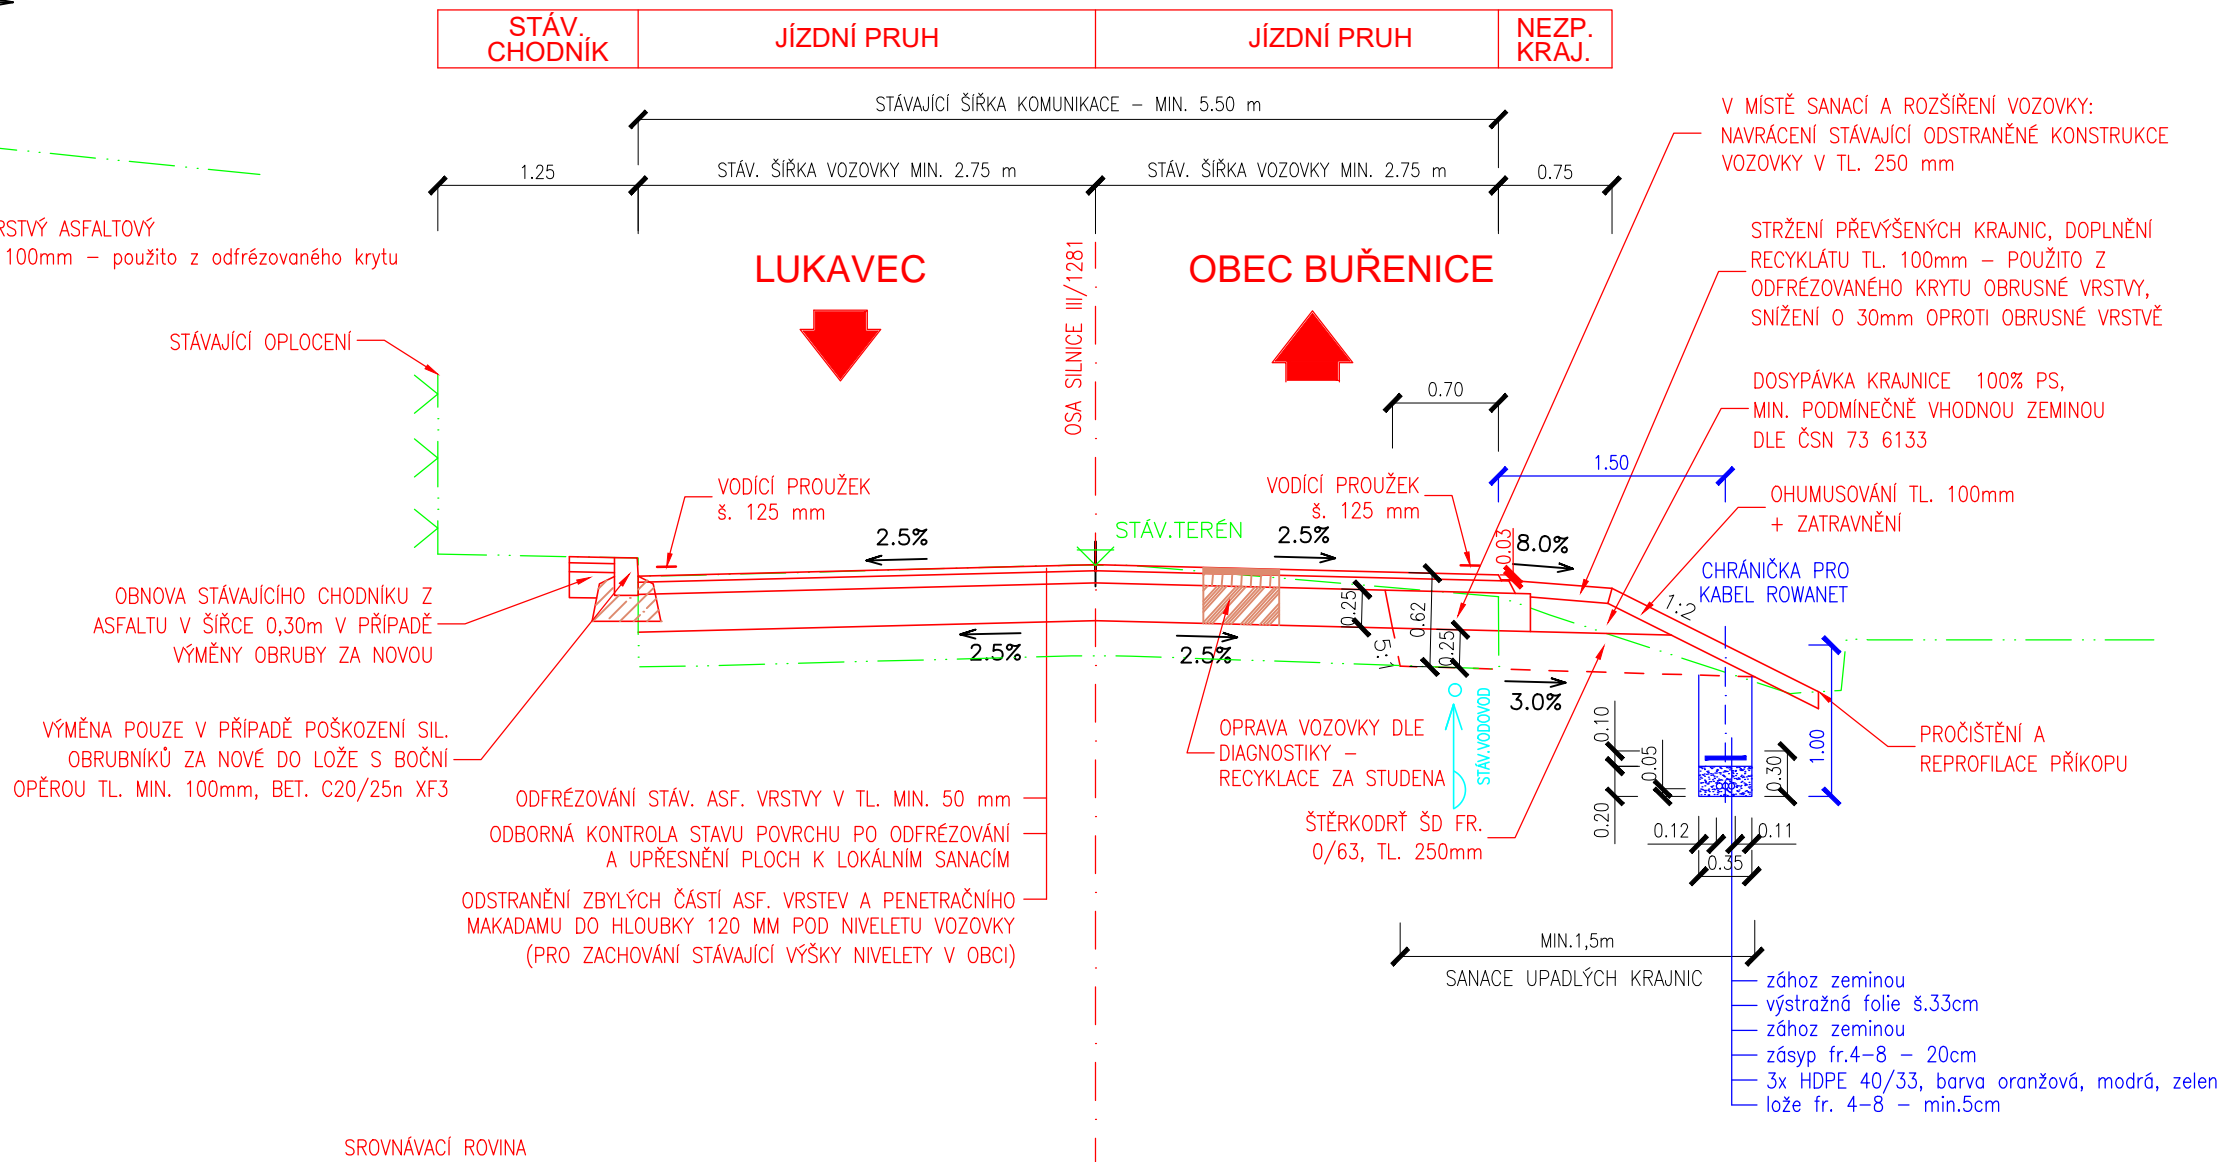 STÁV.
CHODNÍK
JÍZDNÍ PRUH
JÍZDNÍ PRUH
NEZP.
KRAJ.
STÁVAJÍCÍ ŠÍŘKA KOMUNIKACE – MIN. 5.50 m
1.25
STÁV. ŠÍŘKA VOZOVKY MIN. 2.75 m
STÁV. ŠÍŘKA VOZOVKY MIN. 2.75 m
0.75
V MÍSTĚ SANACÍ A ROZŠÍŘENÍ VOZOVKY:
NAVRÁCENÍ STÁVAJÍCÍ ODSTRANĚNÉ KONSTRUKCE
VOZOVKY V TL. 250 mm
RSTVÝ ASFALTOVÝ
100mm – použito z odfrézovaného krytu
LUKAVEC
OBEC BUŘENICE
OSA SILNICE III/1281
STRŽENÍ PŘEVÝŠENÝCH KRAJNIC, DOPLNĚNÍ
RECYKLÁTU TL. 100mm – POUŽITO Z
ODFRÉZOVANÉHO KRYTU OBRUSNÉ VRSTVY,
SNÍŽENÍ O 30mm OPROTI OBRUSNÉ VRSTVĚ
STÁVAJÍCÍ OPLOCENÍ
0.70
DOSYPÁVKA KRAJNICE 100% PS,
MIN. PODMÍNEČNĚ VHODNOU ZEMINOU
DLE ČSN 73 6133
1.50
VODÍCÍ PROUŽEK
š. 125 mm
VODÍCÍ PROUŽEK
š. 125 mm
OHUMUSOVÁNÍ TL. 100mm
+ ZATRAVNĚNÍ
STÁV.TERÉN
2.5%
2.5%
0.03
8.0%
CHRÁNIČKA PRO
KABEL ROWANET
1:2
OBNOVA STÁVAJÍCÍHO CHODNÍKU Z
ASFALTU V ŠÍŘCE 0,30m V PŘÍPADĚ
VÝMĚNY OBRUBY ZA NOVOU
0.25
0.62
0.25
5:1
2.5%
2.5%
3.0%
VÝMĚNA POUZE V PŘÍPADĚ POŠKOZENÍ SIL.
OBRUBNÍKŮ ZA NOVÉ DO LOŽE S BOČNÍ
OPĚROU TL. MIN. 100mm, BET. C20/25n XF3
OPRAVA VOZOVKY DLE
DIAGNOSTIKY –
RECYKLACE ZA STUDENA
STÁV.VODOVOD
0.10
0.05
0.20
0.30
1.00
PROČIŠTĚNÍ A
REPROFILACE PŘÍKOPU
ODFRÉZOVÁNÍ STÁV. ASF. VRSTVY V TL. MIN. 50 mm
ODBORNÁ KONTROLA STAVU POVRCHU PO ODFRÉZOVÁNÍ
A UPŘESNĚNÍ PLOCH K LOKÁLNÍM SANACÍM
ŠTĚRKODRŤ ŠD FR.
0/63, TL. 250mm
0.12
0.11
0.35
ODSTRANĚNÍ ZBYLÝCH ČÁSTÍ ASF. VRSTEV A PENETRAČNÍHO
MAKADAMU DO HLOUBKY 120 MM POD NIVELETU VOZOVKY
(PRO ZACHOVÁNÍ STÁVAJÍCÍ VÝŠKY NIVELETY V OBCI)
MIN.1,5m
SANACE UPADLÝCH KRAJNIC
zához zeminou
výstražná folie š.33cm
zához zeminou
zásyp fr.4–8 – 20cm
3x HDPE 40/33, barva oranžová, modrá, zelen
lože fr. 4–8 – min.5cm
SROVNÁVACÍ ROVINA